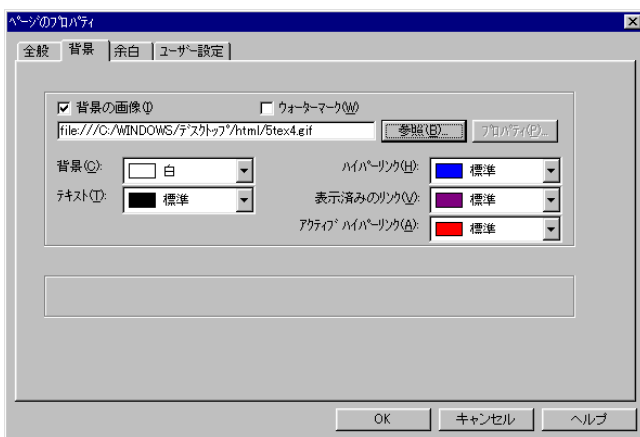 ページのプロパティ
全般 背景 余白 ユーザー設定
背景の画像(I) ウォーターマーク(W)
file:///C:/WINDOWS/デスクトップ/html/5tex4.gif 参照(B)... プロパティ(P)...
背景(C): 白 ハイパーリンク(H): 標準
テキスト(T): 標準 表示済みのリンク(V): 標準
アクティブ ハイパーリンク(A): 標準
OK キャンセル ヘルプ